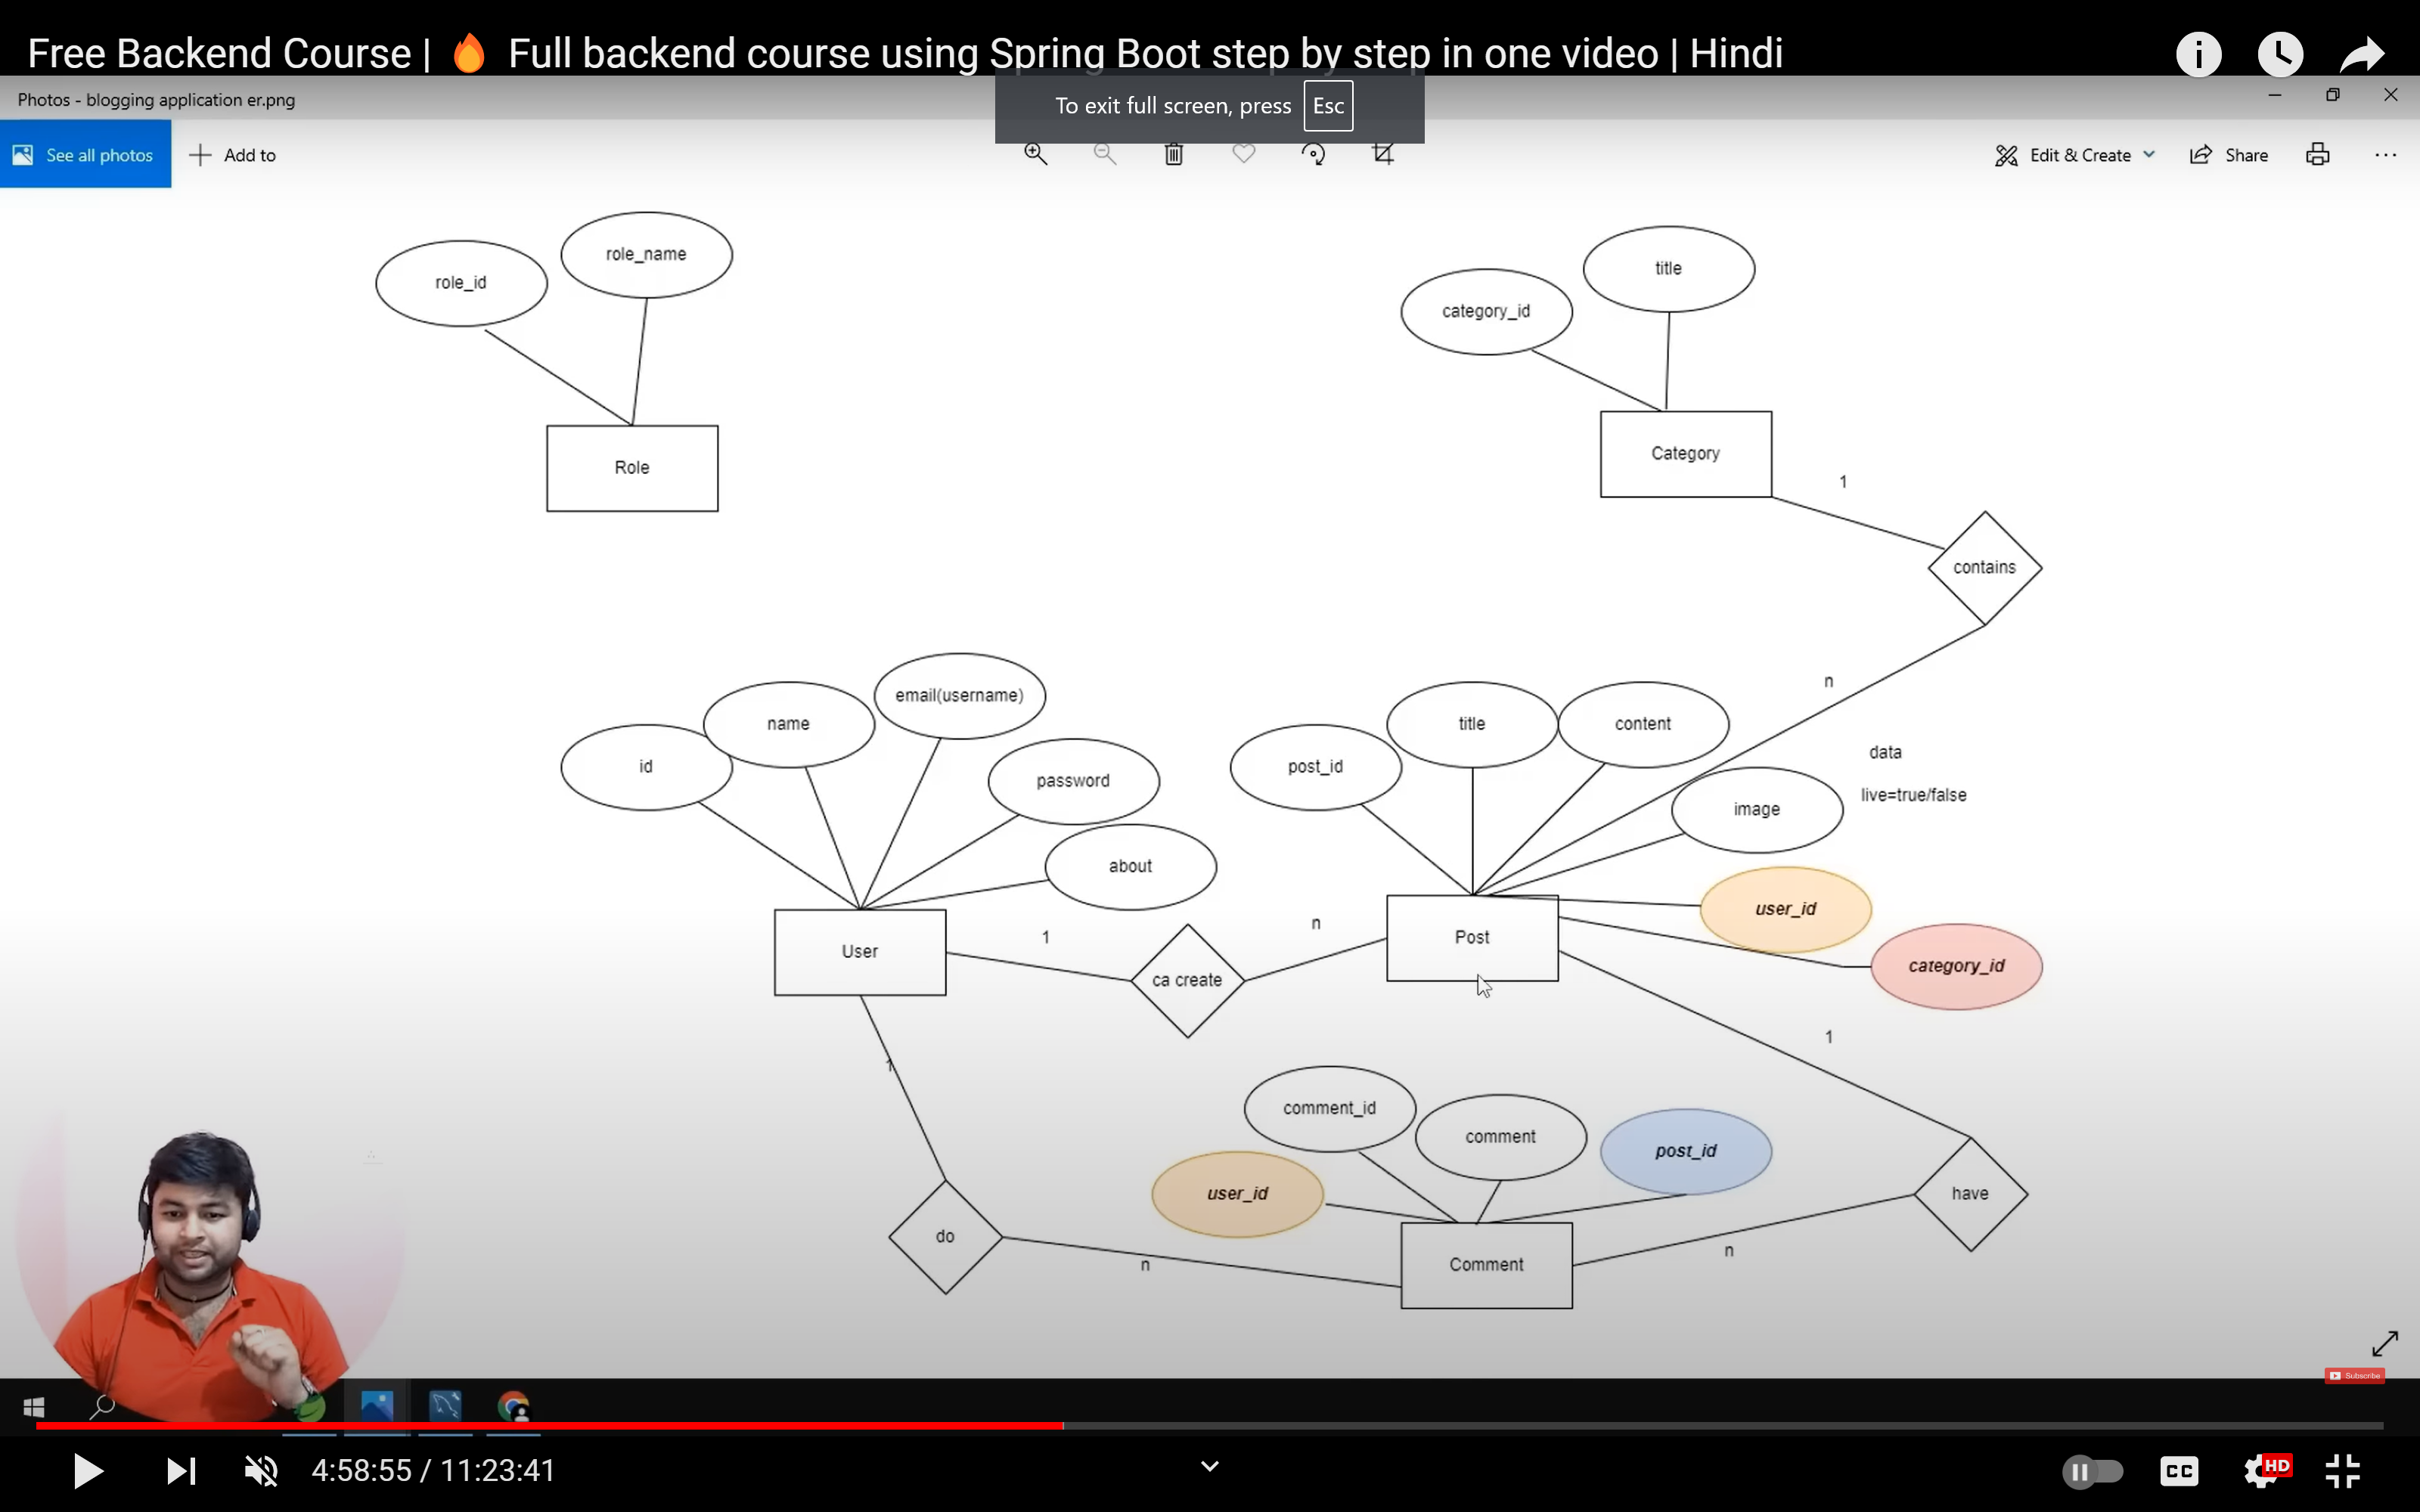 Free Backend Course | 🔥 Full backend course using Spring Boot step by step in one video | Hindi
Photos - blogging application er.png
To exit full screen, press Esc
See all photos
Add to
Edit & Create
Share
role_name
role_id
title
category_id
Category
Role
1
contains
n
email(username)
name
title
content
data
id
post_id
password
live=true/false
image
about
user_id
n
1
Post
User
category_id
ca create
1
1
comment_id
comment
post_id
user_id
have
do
n
n
Comment
Subscribe
4:58:55 / 11:23:41
CC
HD